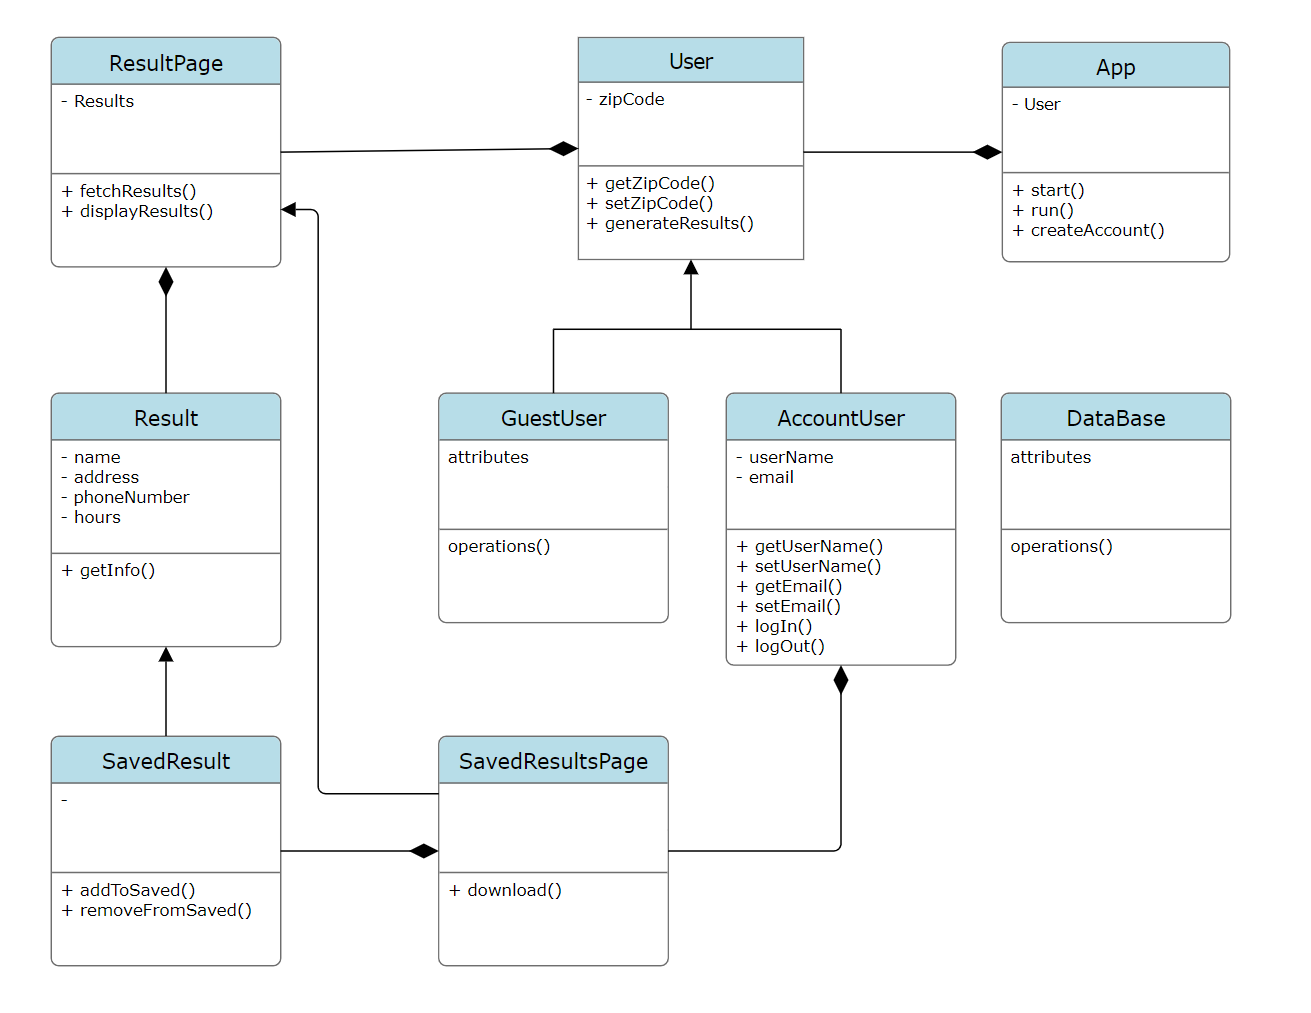 ResultPage
- Results
+ fetchResults()
+ displayResults()
User
- zipCode
+ getZipCode()
+ setZipCode()
+ generateResults()
App
- User
+ start()
+ run()
+ createAccount()
Result
- name
- address
- phoneNumber
- hours
+ getInfo()
GuestUser
attributes
operations()
AccountUser
- userName
- email
+ getUserName()
+ setUserName()
+ getEmail()
+ setEmail()
+ logIn()
+ logOut()
DataBase
attributes
operations()
SavedResult
-
+ addToSaved()
+ removeFromSaved()
SavedResultsPage
+ download()